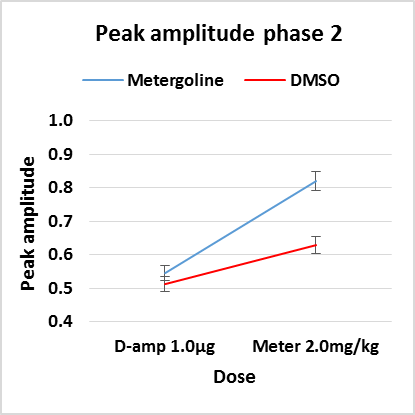 Peak amplitude phase 2
Metergoline DMSO
Peak amplitude
1.0
0.9
0.8
0.7
0.6
0.5
0.4
D-amp 1.0µg Meter 2.0mg/kg
Dose